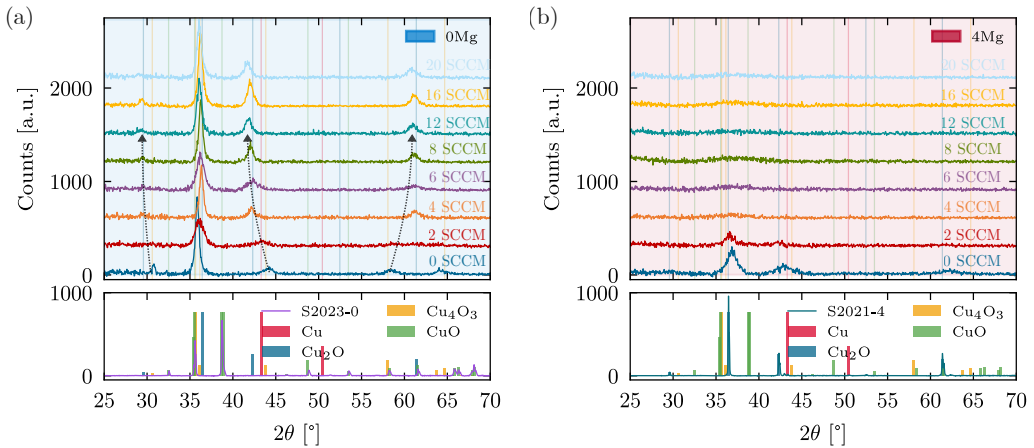 (a)
0Mg
20 SCCM
16 SCCM
12 SCCM
8 SCCM
6 SCCM
4 SCCM
2 SCCM
0 SCCM
Counts [a.u.]
2000
1000
0
1000
0
S2023-0
Cu
Cu₂O
Cu₄O₃
CuO
25 30 35 40 45 50 55 60 65 70
2θ [°]
(b)
4Mg
20 SCCM
16 SCCM
12 SCCM
8 SCCM
6 SCCM
4 SCCM
2 SCCM
0 SCCM
Counts [a.u.]
2000
1000
0
1000
0
S2021-4
Cu
Cu₂O
Cu₄O₃
CuO
25 30 35 40 45 50 55 60 65 70
2θ [°]